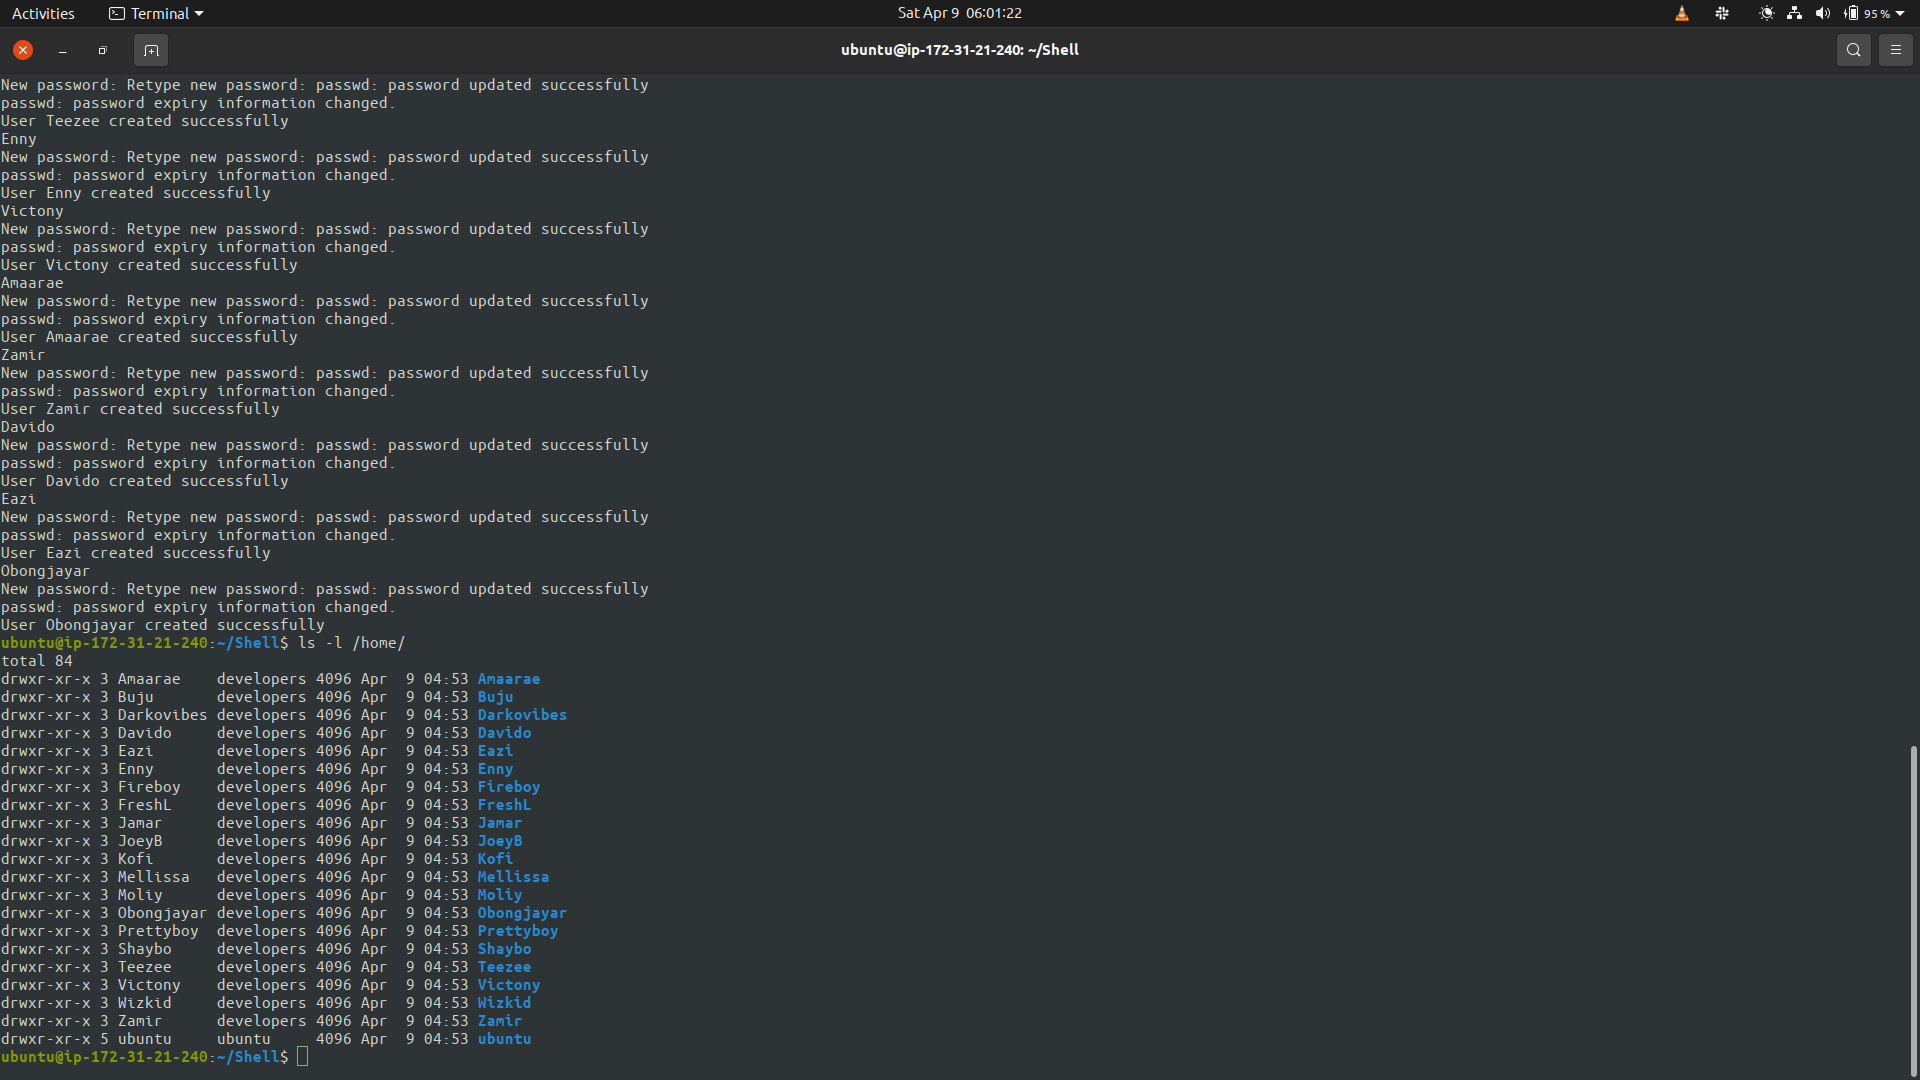 Activities Terminal Sat Apr 9 06:01:22 95 %
ubuntu@ip-172-31-21-240: ~/Shell
New password: Retype new password: passwd: password updated successfully
passwd: password expiry information changed.
User Teezee created successfully
Enny
New password: Retype new password: passwd: password updated successfully
passwd: password expiry information changed.
User Enny created successfully
Victony
New password: Retype new password: passwd: password updated successfully
passwd: password expiry information changed.
User Victony created successfully
Amaarae
New password: Retype new password: passwd: password updated successfully
passwd: password expiry information changed.
User Amaarae created successfully
Zamir
New password: Retype new password: passwd: password updated successfully
passwd: password expiry information changed.
User Zamir created successfully
Davido
New password: Retype new password: passwd: password updated successfully
passwd: password expiry information changed.
User Davido created successfully
Eazi
New password: Retype new password: passwd: password updated successfully
passwd: password expiry information changed.
User Eazi created successfully
Obongjayar
New password: Retype new password: passwd: password updated successfully
passwd: password expiry information changed.
User Obongjayar created successfully
ubuntu@ip-172-31-21-240:~/Shell$ ls -l /home/
total 84
drwxr-xr-x 3 Amaarae    developers 4096 Apr  9 04:53 Amaarae
drwxr-xr-x 3 Buju       developers 4096 Apr  9 04:53 Buju
drwxr-xr-x 3 Darkovibes developers 4096 Apr  9 04:53 Darkovibes
drwxr-xr-x 3 Davido     developers 4096 Apr  9 04:53 Davido
drwxr-xr-x 3 Eazi       developers 4096 Apr  9 04:53 Eazi
drwxr-xr-x 3 Enny       developers 4096 Apr  9 04:53 Enny
drwxr-xr-x 3 Fireboy    developers 4096 Apr  9 04:53 Fireboy
drwxr-xr-x 3 FreshL     developers 4096 Apr  9 04:53 FreshL
drwxr-xr-x 3 Jamar      developers 4096 Apr  9 04:53 Jamar
drwxr-xr-x 3 JoeyB      developers 4096 Apr  9 04:53 JoeyB
drwxr-xr-x 3 Kofi       developers 4096 Apr  9 04:53 Kofi
drwxr-xr-x 3 Mellissa   developers 4096 Apr  9 04:53 Mellissa
drwxr-xr-x 3 Moliy      developers 4096 Apr  9 04:53 Moliy
drwxr-xr-x 3 Obongjayar developers 4096 Apr  9 04:53 Obongjayar
drwxr-xr-x 3 Prettyboy  developers 4096 Apr  9 04:53 Prettyboy
drwxr-xr-x 3 Shaybo     developers 4096 Apr  9 04:53 Shaybo
drwxr-xr-x 3 Teezee     developers 4096 Apr  9 04:53 Teezee
drwxr-xr-x 3 Victony    developers 4096 Apr  9 04:53 Victony
drwxr-xr-x 3 Wizkid     developers 4096 Apr  9 04:53 Wizkid
drwxr-xr-x 3 Zamir      developers 4096 Apr  9 04:53 Zamir
drwxr-xr-x 5 ubuntu     ubuntu     4096 Apr  9 04:53 ubuntu
ubuntu@ip-172-31-21-240:~/Shell$